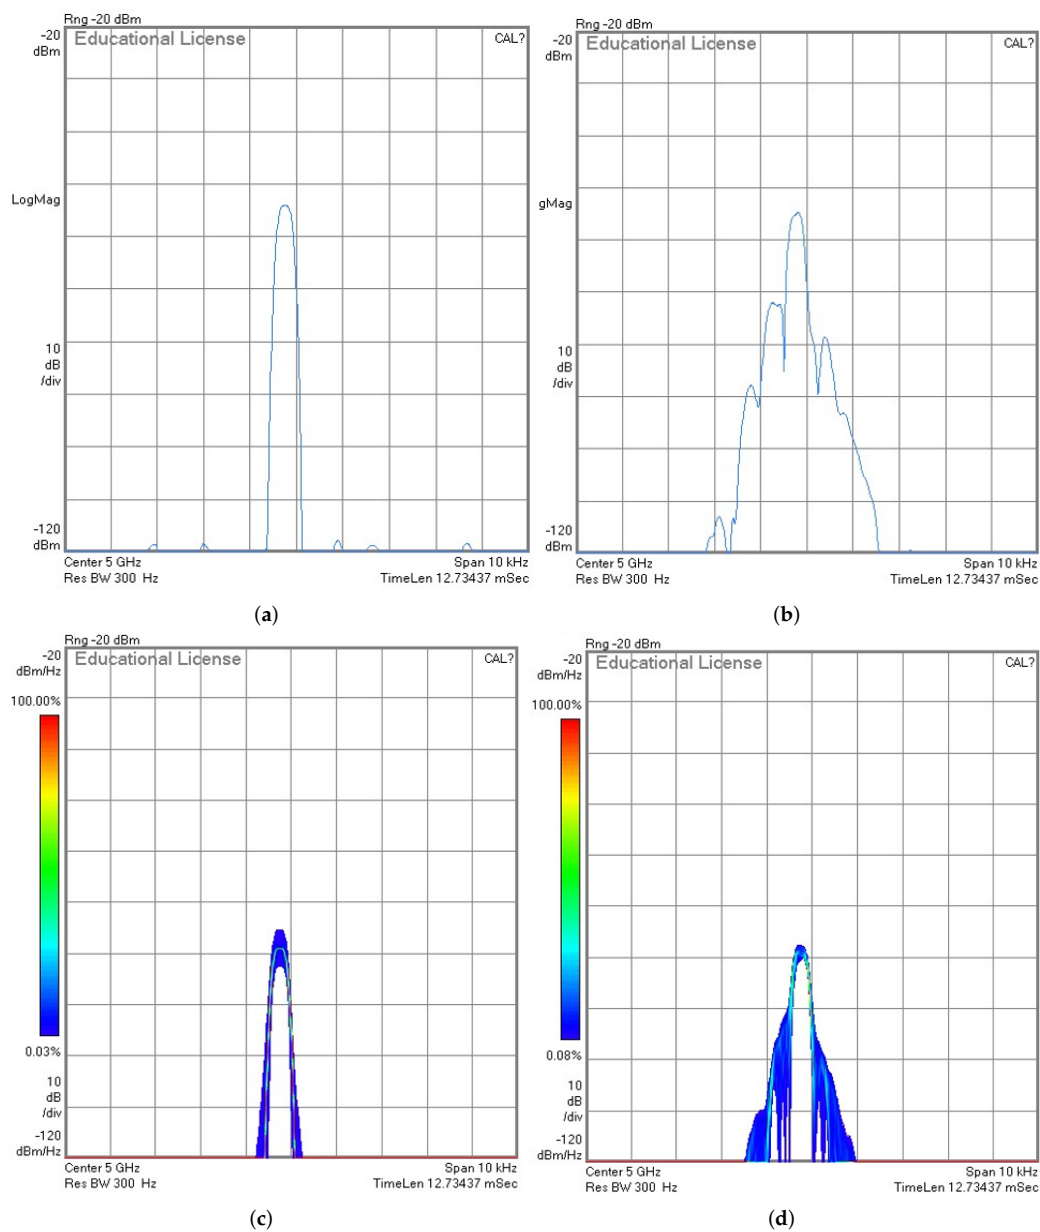 Rng -20 dBm
-20
dBm
Educational License
CAL?
LogMag
10
dB
/div
-120
dBm
Center 5 GHz
Span 10 kHz
Res BW 300 Hz
TimeLen 12.73437 mSec
(a)
Rng -20 dBm
-20
dBm
Educational License
CAL?
gMag
10
dB
/div
-120
dBm
Center 5 GHz
Span 10 kHz
Res BW 300 Hz
TimeLen 12.73437 mSec
(b)
Rng -20 dBm
-20
dBm/Hz
Educational License
CAL?
100.00%
0.03%
10
dB
/div
-120
dBm/Hz
Center 5 GHz
Span 10 kHz
Res BW 300 Hz
TimeLen 12.73437 mSec
(c)
Rng -20 dBm
-20
dBm/Hz
Educational License
CAL?
100.00%
0.08%
10
dB
/div
-120
dBm/Hz
Center 5 GHz
Span 10 kHz
Res BW 300 Hz
TimeLen 12.73437 mSec
(d)